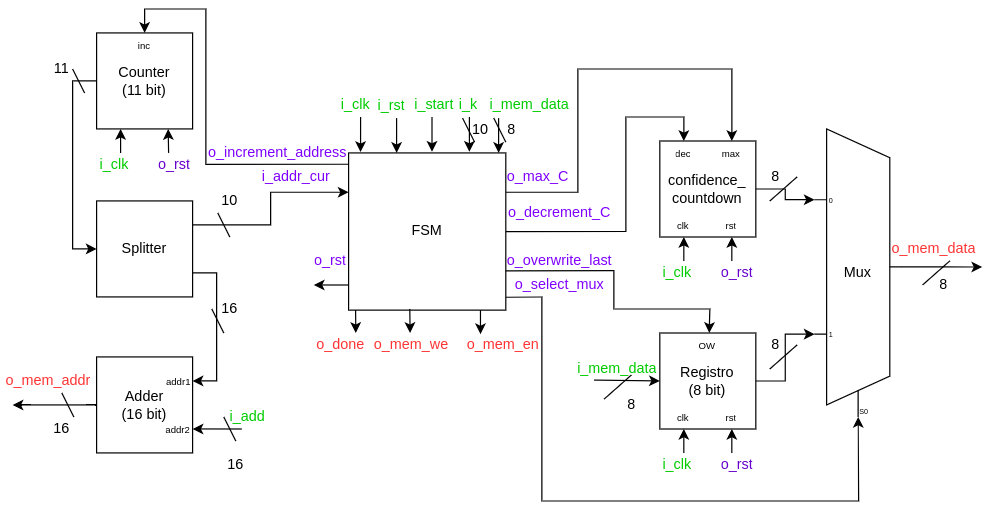 inc
11
Counter
(11 bit)
i_clk
o_rst
i_clk
i_rst
i_start
i_k
i_mem_data
10
8
o_increment_address
i_addr_cur
10
Splitter
16
o_rst
FSM
o_max_C
o_decrement_C
o_overwrite_last
o_select_mux
o_done
o_mem_we
o_mem_en
o_mem_addr
16
addr1
Adder
(16 bit)
addr2
i_add
16
dec
max
confidence_
countdown
clk
rst
i_clk
o_rst
8
OW
i_mem_data
8
Registro
(8 bit)
clk
rst
i_clk
o_rst
8
0
Mux
1
S0
o_mem_data
8